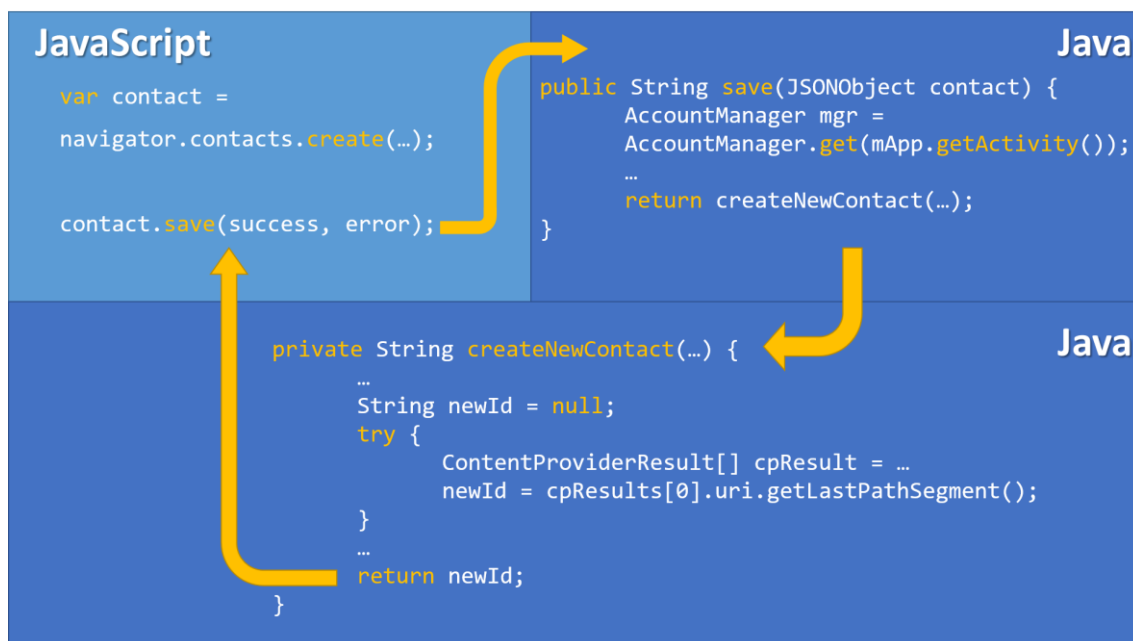 JavaScript
var contact =
navigator.contacts.create(…);
contact.save(success, error);
Java
public String save(JSONObject contact) {
AccountManager mgr =
AccountManager.get(mApp.getActivity());
…
return createNewContact(…);
}
Java
private String createNewContact(…) {
…
String newId = null;
try {
ContentProviderResult[] cpResult = …
newId = cpResults[0].uri.getLastPathSegment();
}
…
return newId;
}